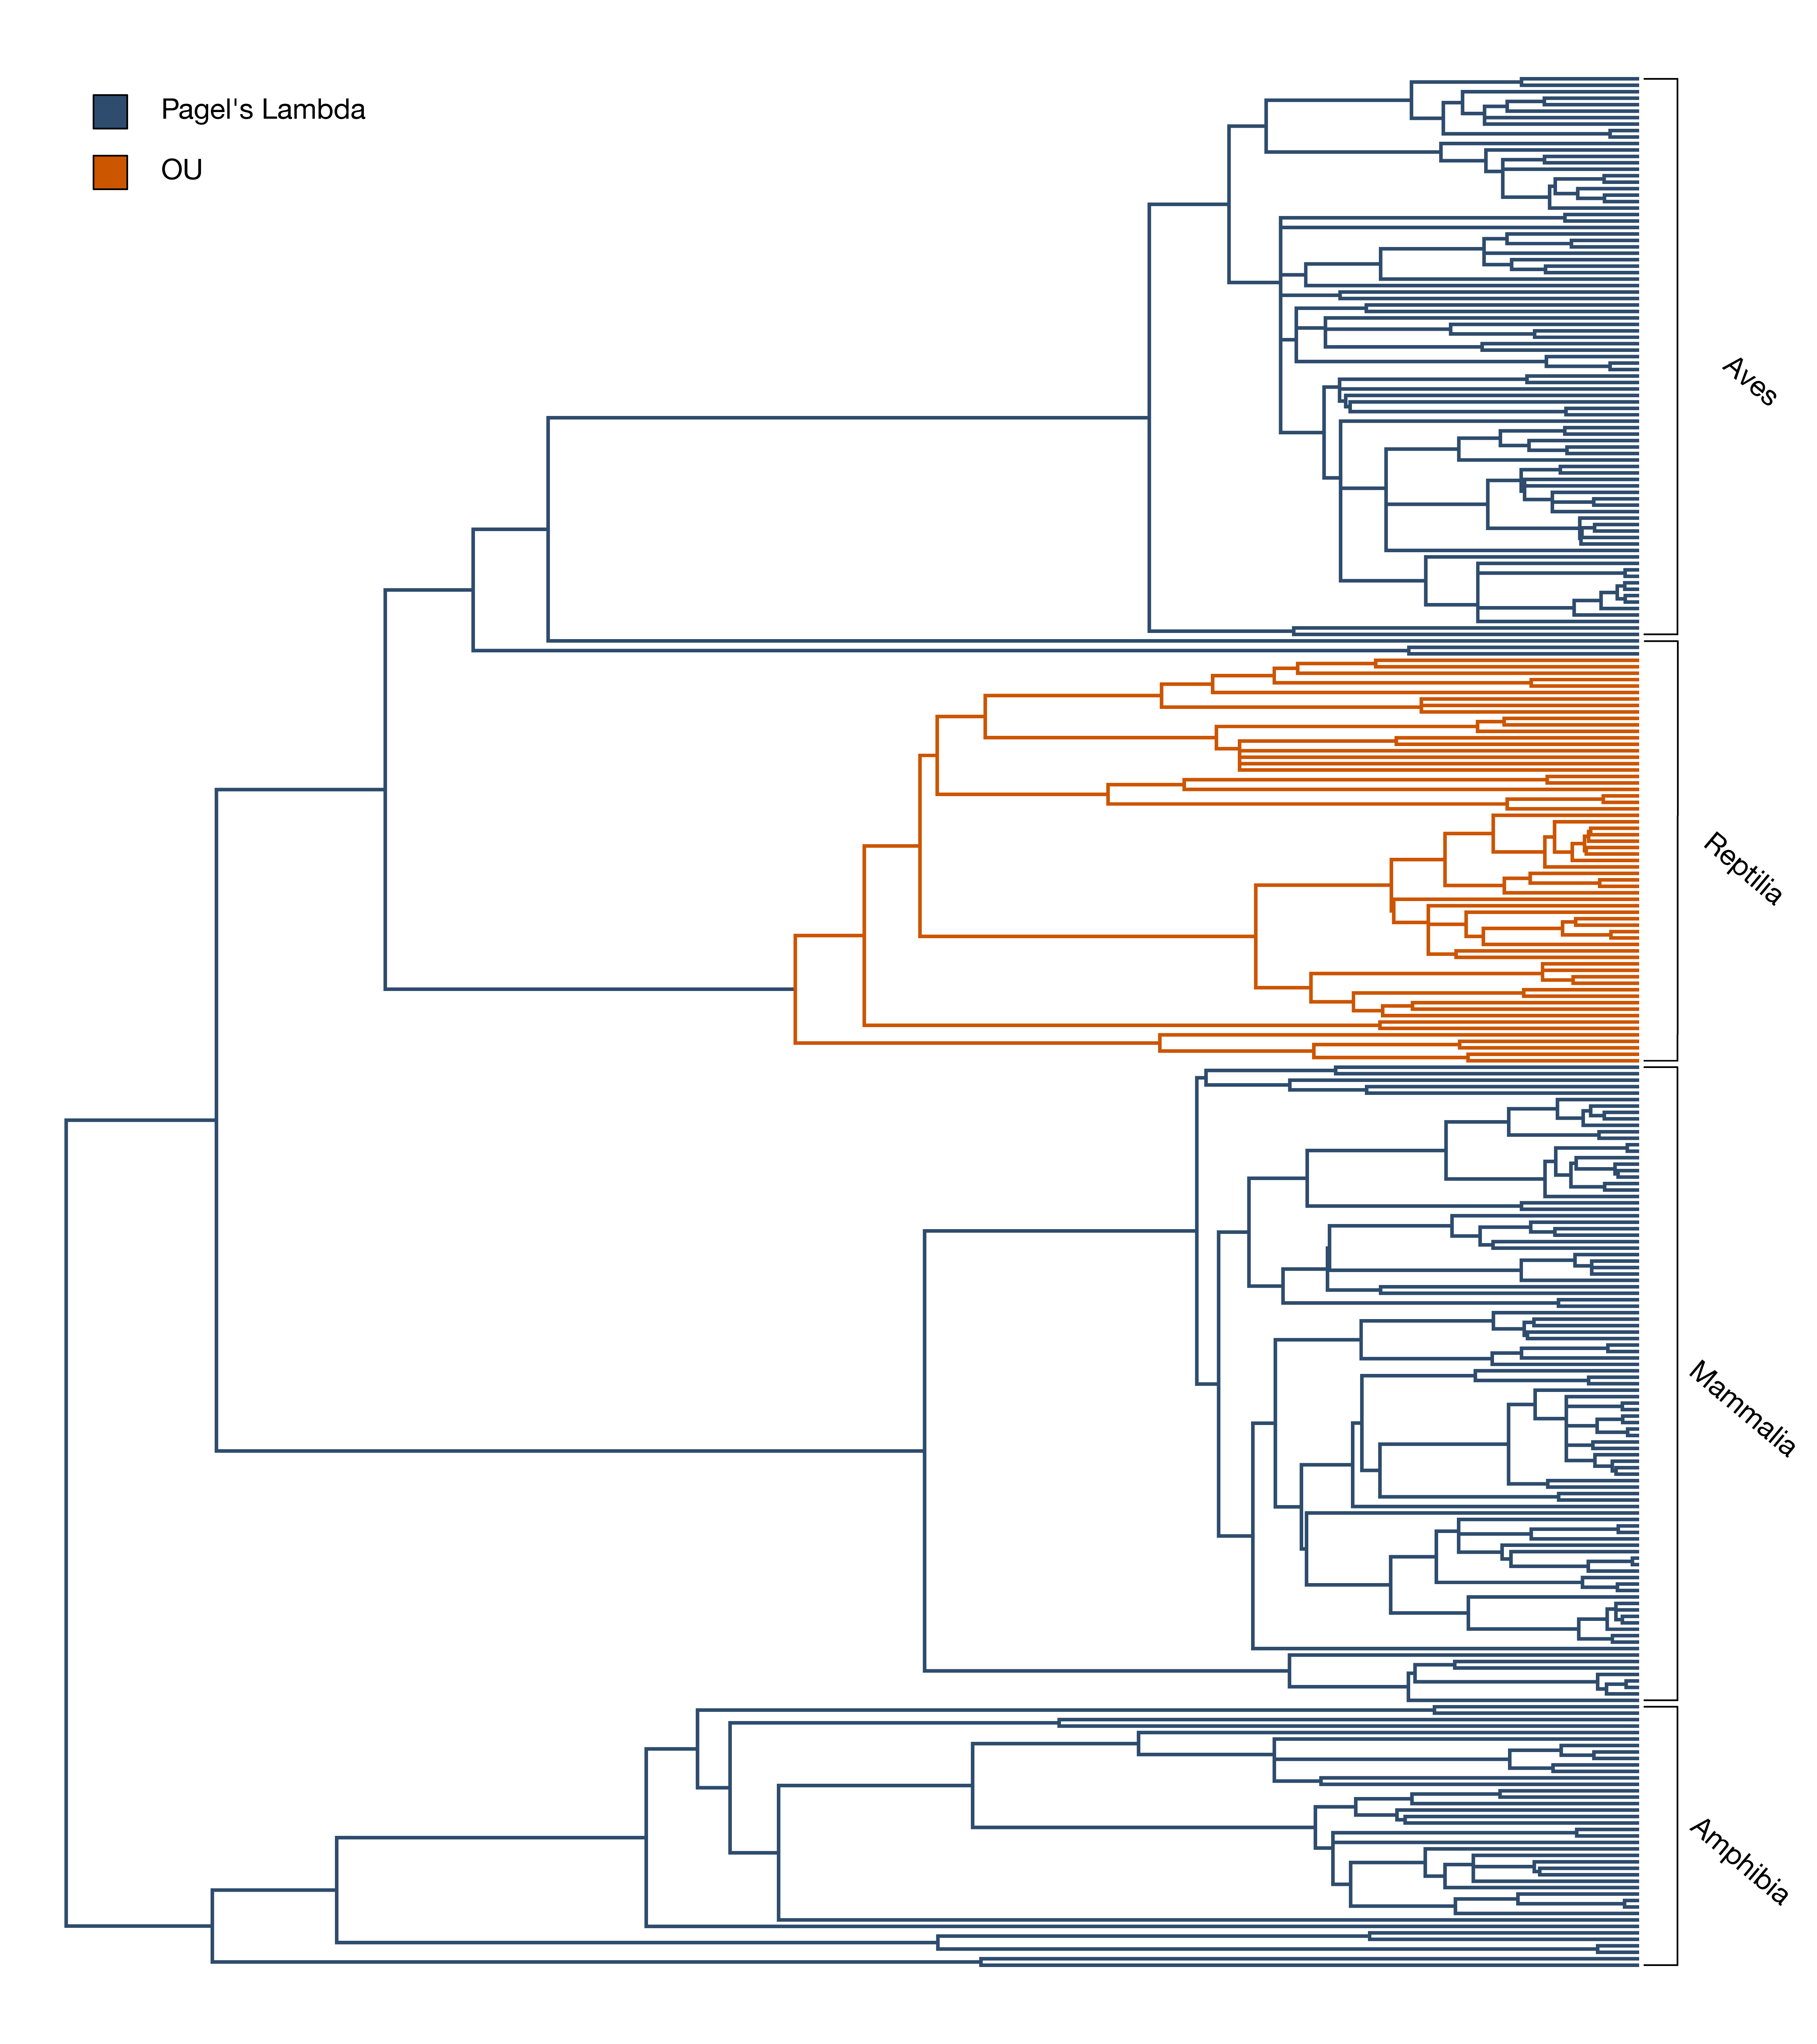 Pagel's Lambda
OU
Aves
Reptilia
Mammalia
Amphibia